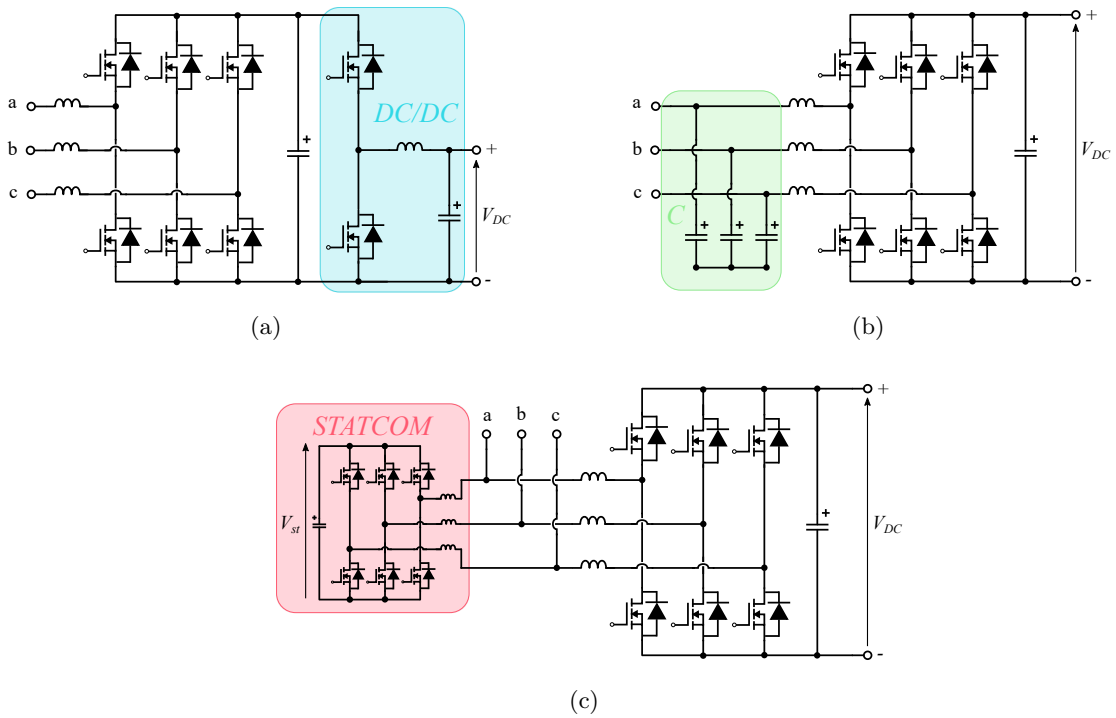 DC/DC
a
b
c
+
+
+
V_DC
-
(a)
a
b
c
C
+
+
+
+
+
V_DC
-
(b)
STATCOM
a
b
c
+
V_st
+
+
V_DC
-
(c)